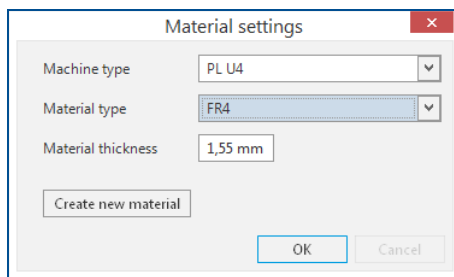 Material settings
Machine type PL U4
Material type FR4
Material thickness 1,55 mm
Create new material
OK Cancel